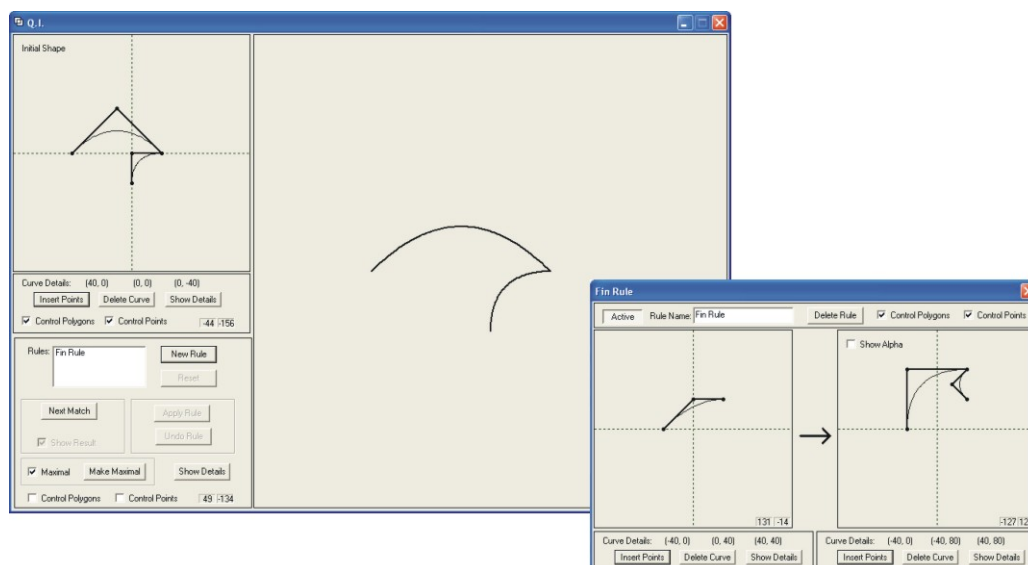 Q.I.
Initial Shape
Curve Details: (40, 0) (0, 0) (0, -40)
Insert Points Delete Curve Show Details
Control Polygons Control Points -44 -156
Rules: Fin Rule New Rule
Reset
Next Match Apply Rule
Show Result Undo Rule
Maximal Make Maximal Show Details
Control Polygons Control Points 49 -134
Fin Rule
Active Rule Name: Fin Rule Delete Rule Control Polygons Control Points
Show Alpha
131 -14
-127
Curve Details: (-40, 0) (0, 40) (40, 40)
Insert Points Delete Curve Show Details
Curve Details: (-40, 0) (-40, 80) (40, 80)
Insert Points Delete Curve Show Details